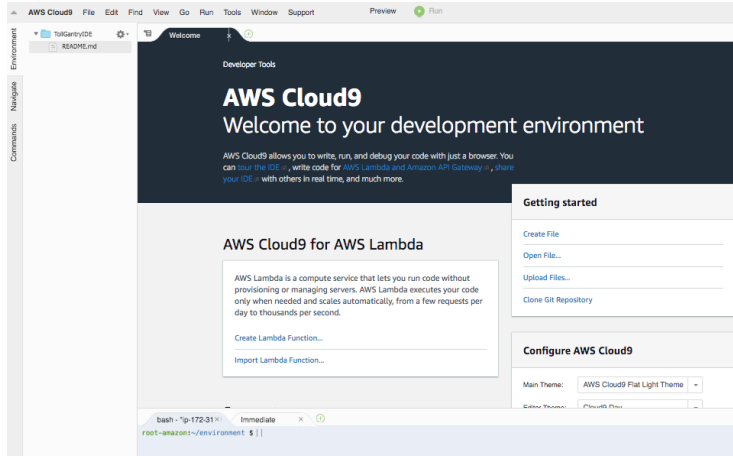 AWS Cloud9 File Edit Find View Go Run Tools Window Support Preview Run
Environment
Navigate
Commands
TollGantryIDE
README.md
Welcome
Developer Tools
AWS Cloud9
Welcome to your development environment
AWS Cloud9 allows you to write, run, and debug your code with just a browser. You
can tour the IDE, write code for AWS Lambda and Amazon API Gateway, share
your IDE with others in real time, and much more.
Getting started
Create File
Open File...
Upload Files...
Clone Git Repository
AWS Cloud9 for AWS Lambda
AWS Lambda is a compute service that lets you run code without
provisioning or managing servers. AWS Lambda executes your code
only when needed and scales automatically, from a few requests per
day to thousands per second.
Create Lambda Function...
Import Lambda Function...
Configure AWS Cloud9
Main Theme: AWS Cloud9 Flat Light Theme
Editor Theme: Cloud9 Day
bash - "ip-172-31 Immediate
root-amazon:~/environment $